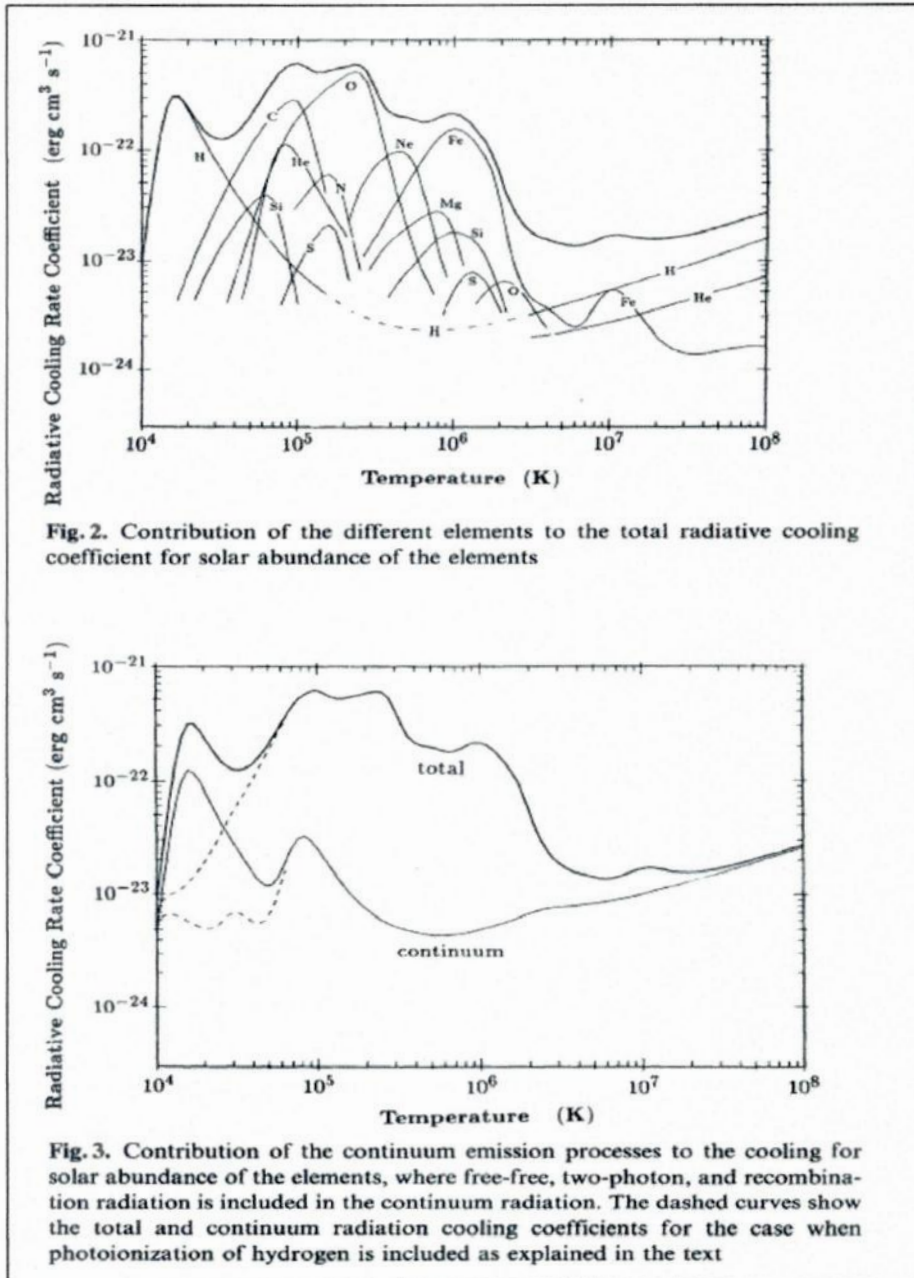 Radiative Cooling Rate Coefficient (erg cm³ s⁻¹)
10⁻²¹
10⁻²²
10⁻²³
10⁻²⁴
C
O
H
He
N
Ne
Fe
Si
Mg
S
Si
S
O
H
H
Fe
He
10⁴ 10⁵ 10⁶ 10⁷ 10⁸
Temperature (K)
Fig. 2. Contribution of the different elements to the total radiative cooling
coefficient for solar abundance of the elements
Radiative Cooling Rate Coefficient (erg cm³ s⁻¹)
10⁻²¹
10⁻²²
10⁻²³
10⁻²⁴
total
continuum
10⁴ 10⁵ 10⁶ 10⁷ 10⁸
Temperature (K)
Fig. 3. Contribution of the continuum emission processes to the cooling for
solar abundance of the elements, where free-free, two-photon, and recombina-
tion radiation is included in the continuum radiation. The dashed curves show
the total and continuum radiation cooling coefficients for the case when
photoionization of hydrogen is included as explained in the text